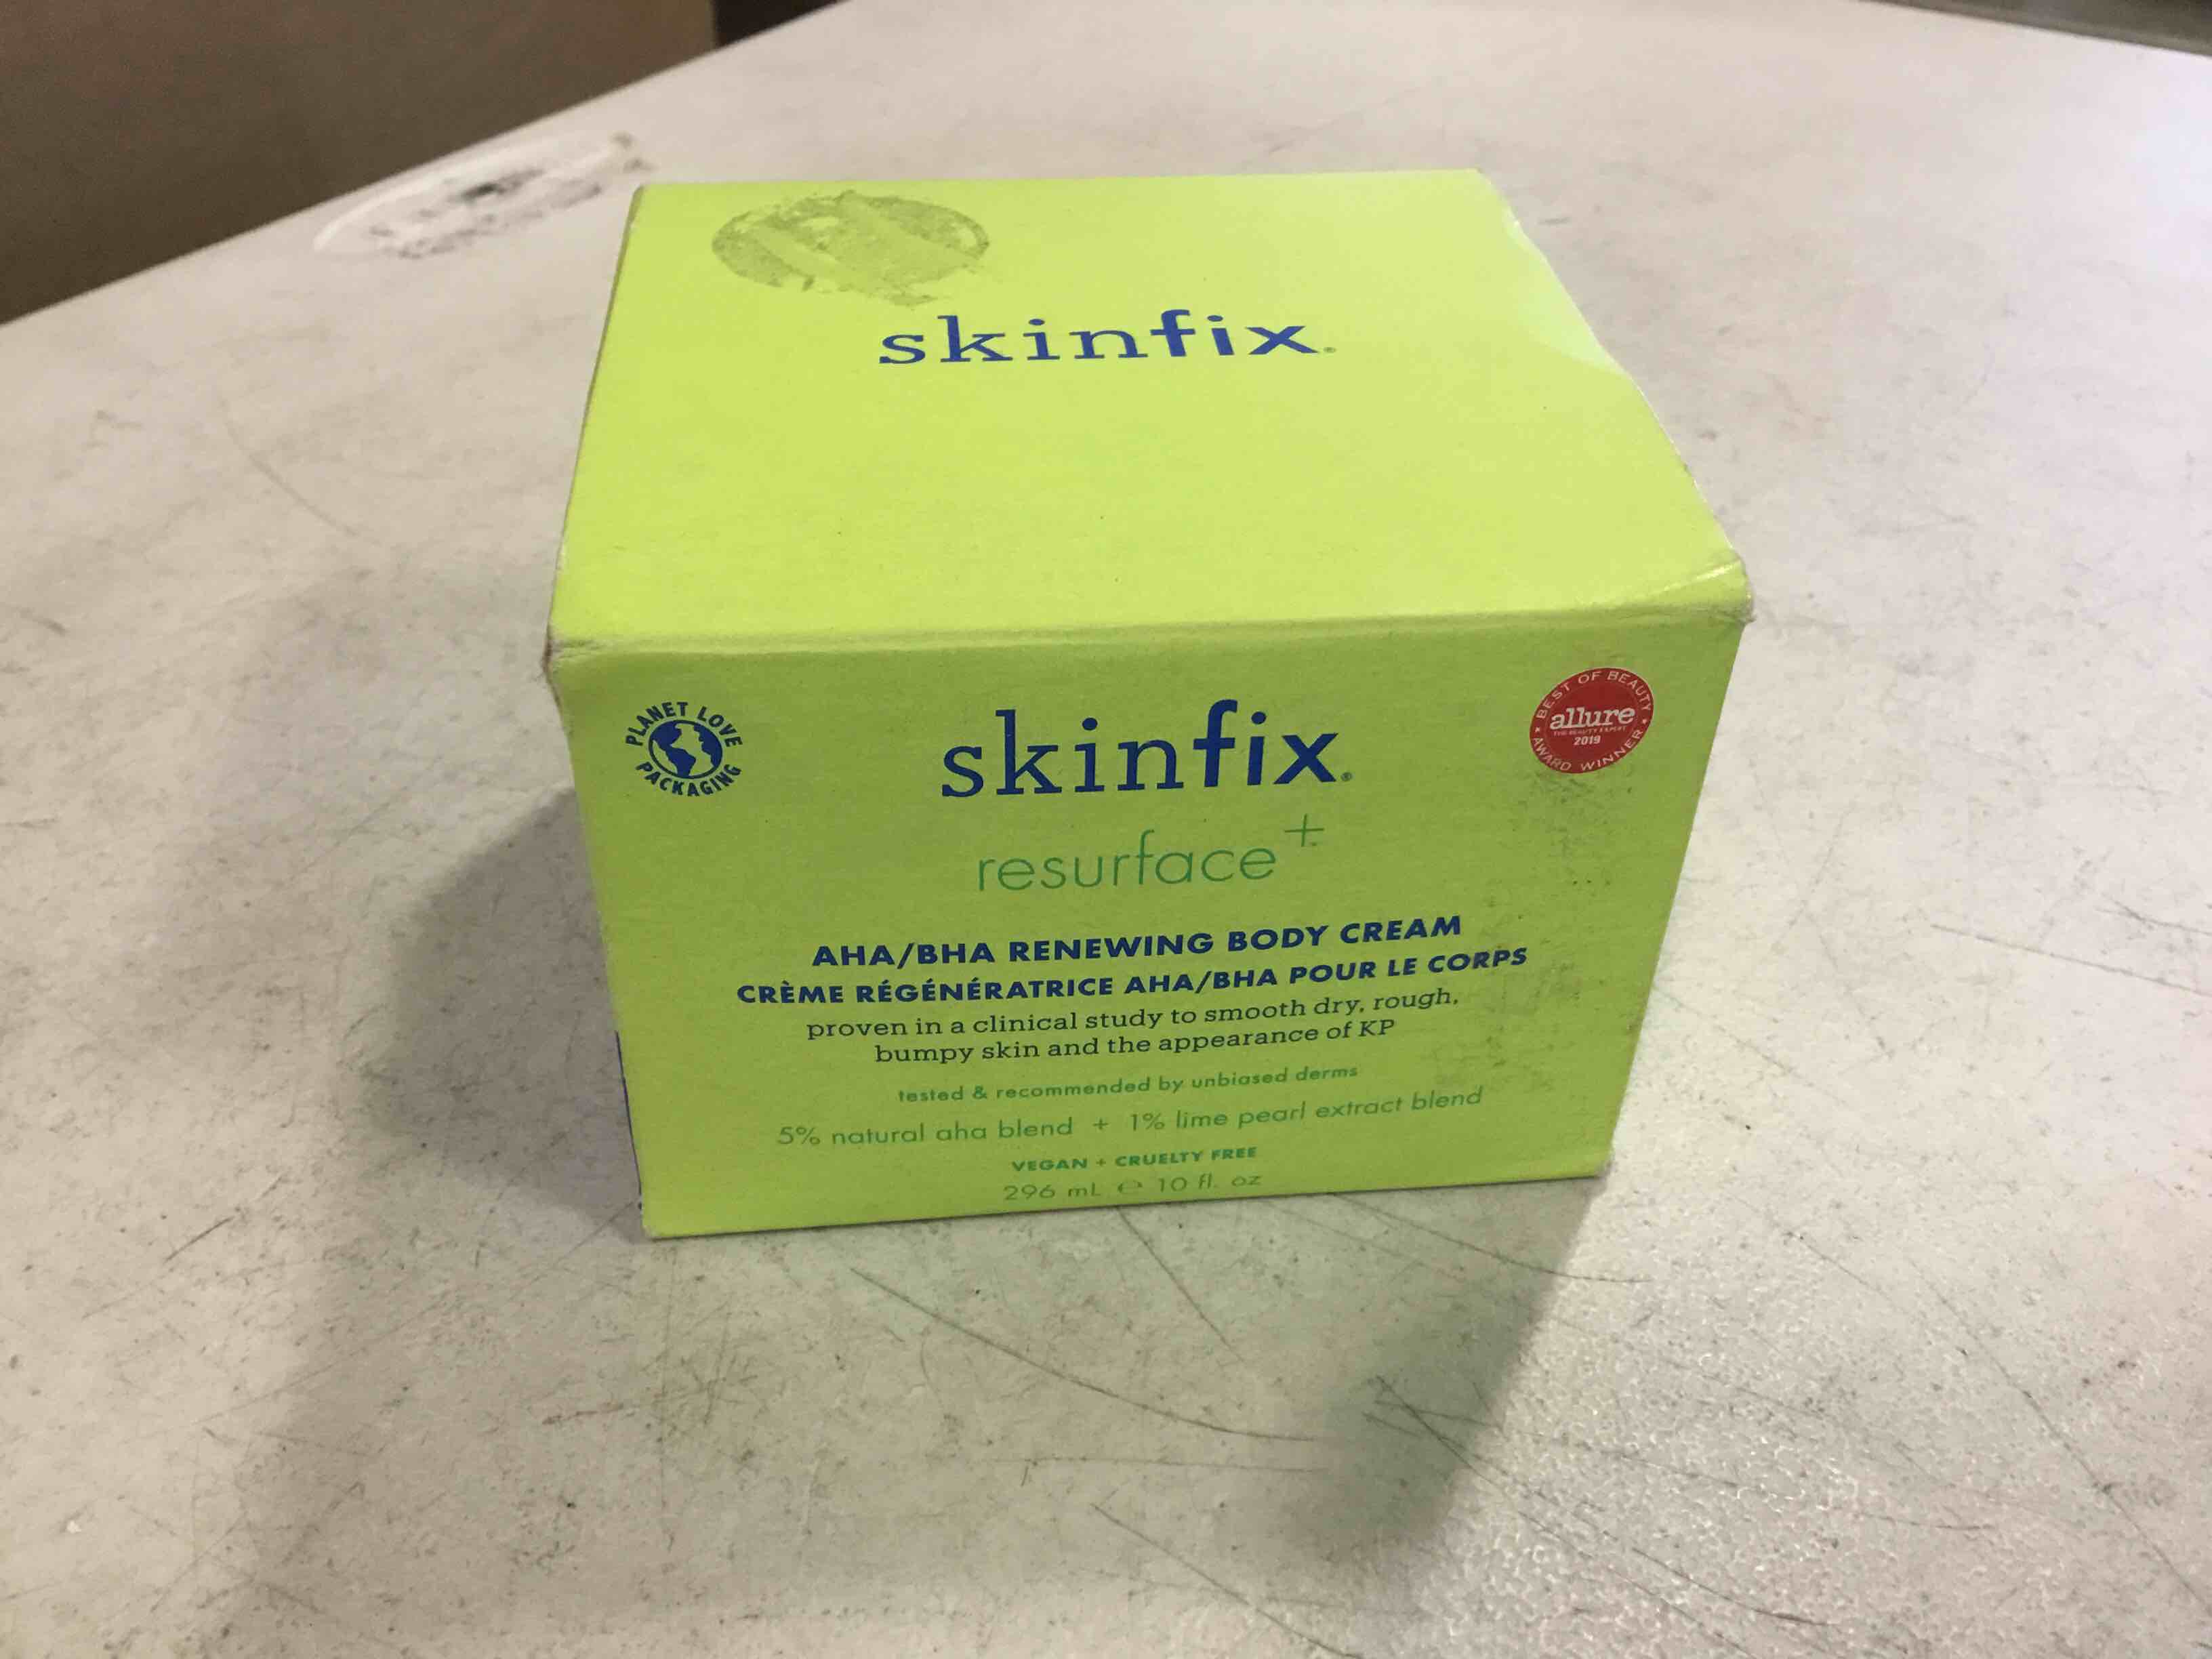 skinfix®
PLANET LOVE
PACKAGING
skinfix®
BEST OF BEAUTY
allure
THE BEAUTY EXPERT
2019
AWARD WINNER
resurface+
AHA/BHA RENEWING BODY CREAM
CRÈME RÉGÉNÉRATRICE AHA/BHA POUR LE CORPS
proven in a clinical study to smooth dry, rough,
bumpy skin and the appearance of KP
tested & recommended by unbiased derms
5% natural aha blend + 1% lime pearl extract blend
VEGAN + CRUELTY FREE
296 mL ℮ 10 fl. oz